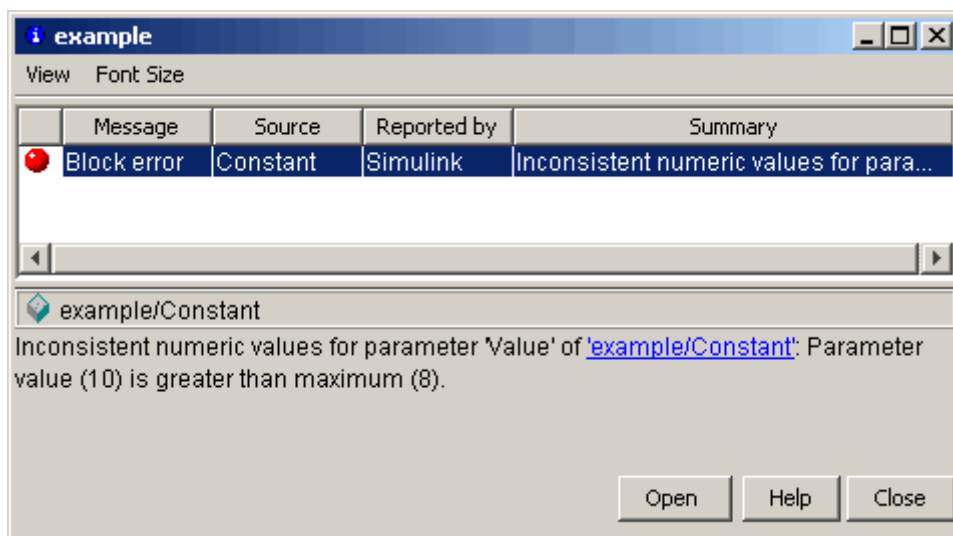 example
View Font Size
Message Source Reported by Summary
Block error Constant Simulink Inconsistent numeric values for para...
example/Constant
Inconsistent numeric values for parameter 'Value' of 'example/Constant': Parameter
value (10) is greater than maximum (8).
Open Help Close